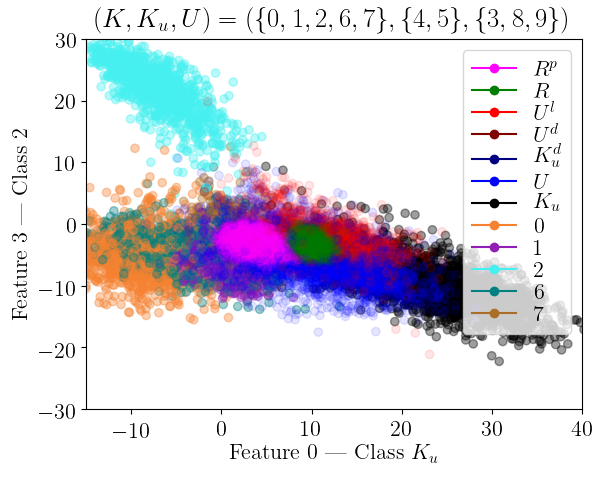 (K, K_u, U) = ({0, 1, 2, 6, 7}, {4, 5}, {3, 8, 9})
Feature 3 — Class 2
30
20
10
0
−10
−20
−30
R^p
R
U^l
U^d
K_u^d
U
K_u
0
1
2
6
7
−10 0 10 20 30 40
Feature 0 — Class K_u